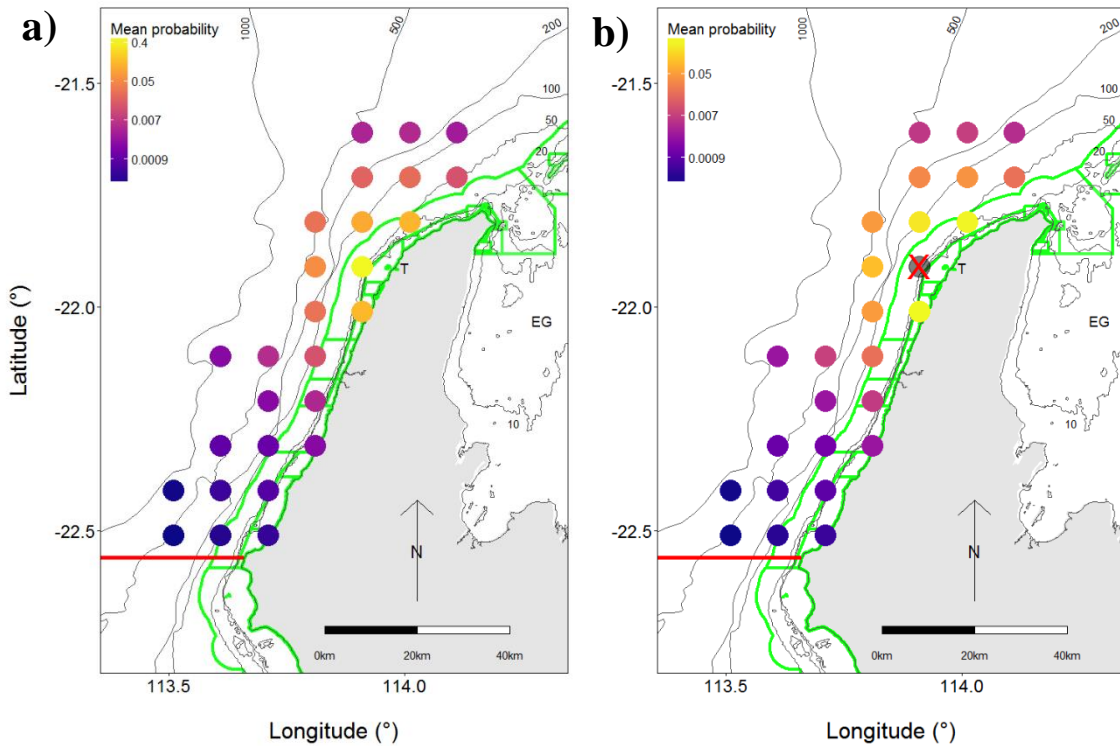 a)
Mean probability
0.4
0.05
0.007
0.0009
1000
500
200
100
50
20
T
EG
10
N
0km
20km
40km
-21.5
-22.0
-22.5
113.5
114.0
Latitude (°)
Longitude (°)
b)
Mean probability
0.05
0.007
0.0009
1000
500
200
100
50
20
X
T
EG
10
N
0km
20km
40km
-21.5
-22.0
-22.5
113.5
114.0
Longitude (°)